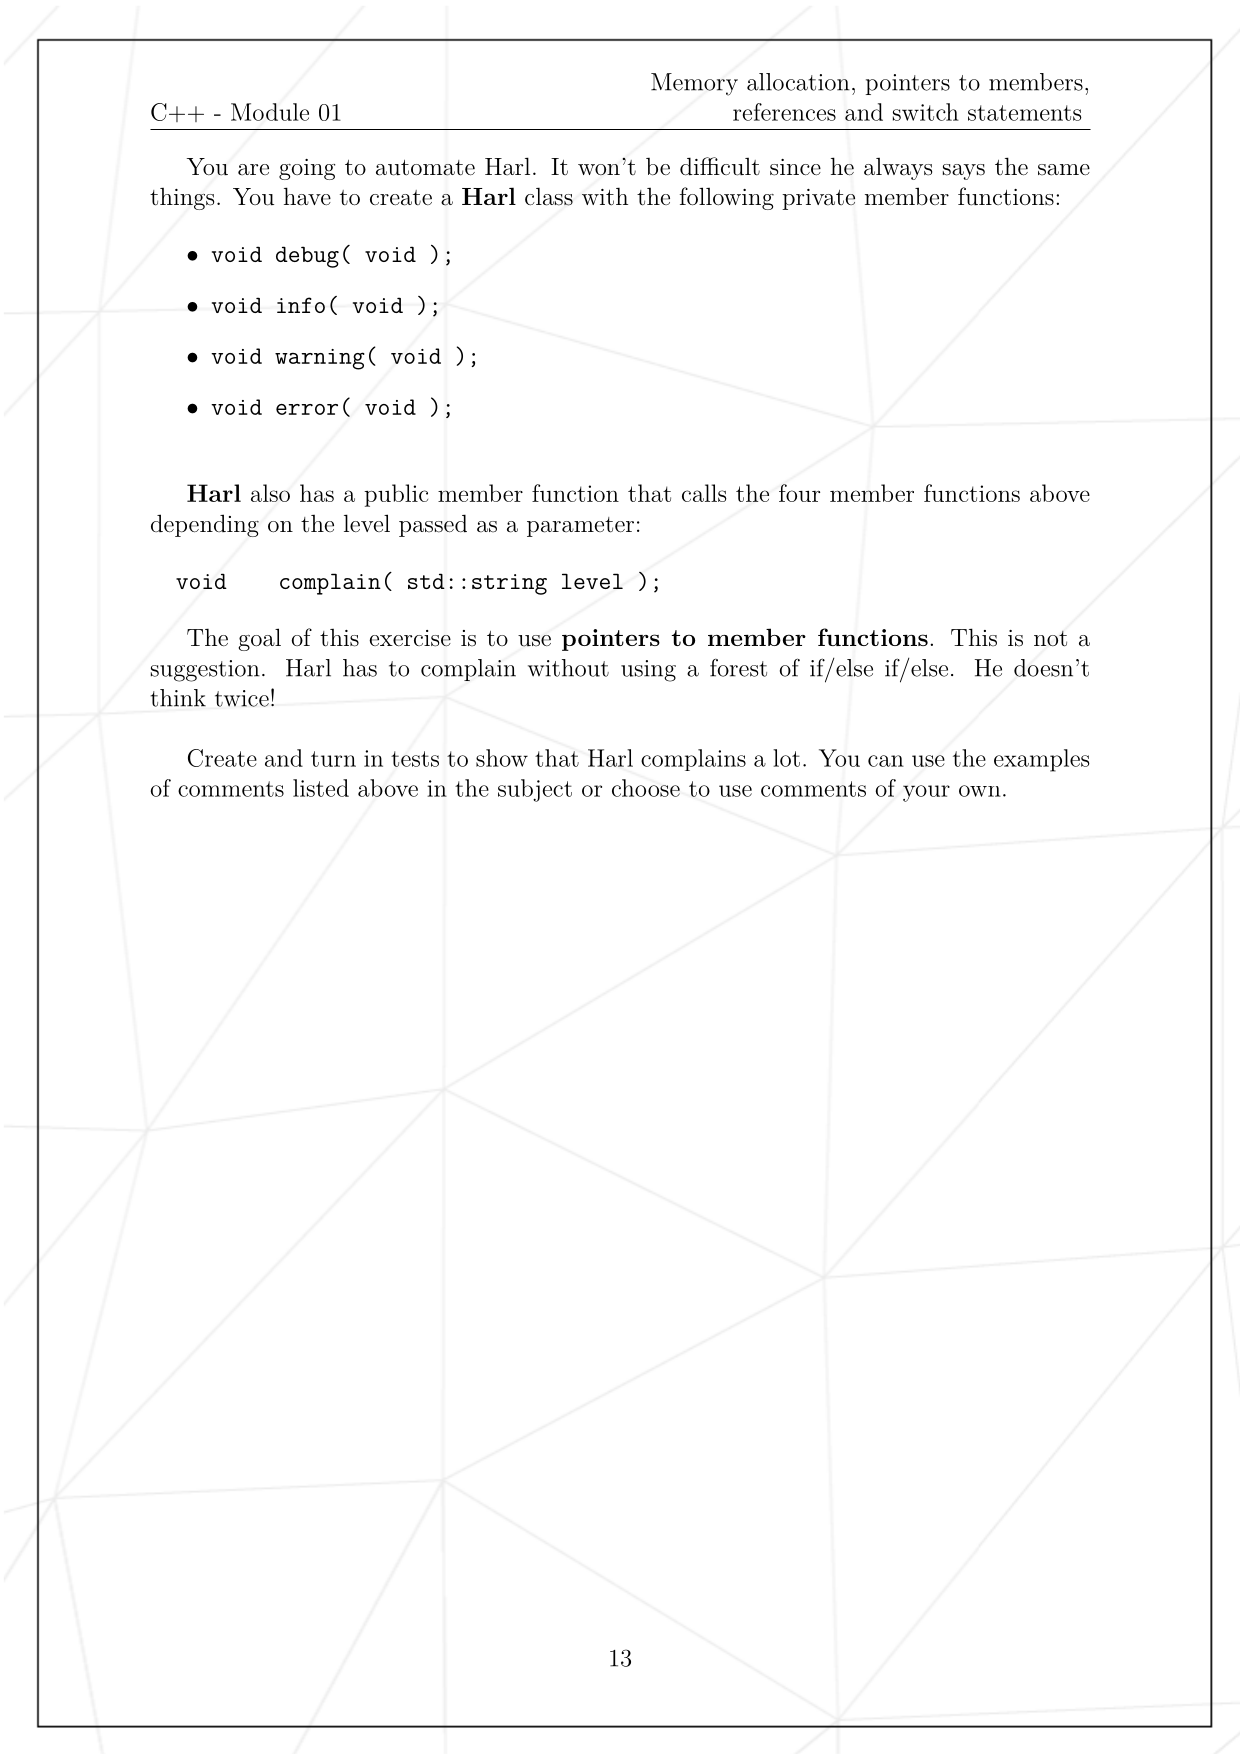 Memory allocation, pointers to members,
C++ - Module 01
references and switch statements
You are going to automate Harl. It won't be difficult since he always says the same
things. You have to create a Harl class with the following private member functions:
• void debug( void );
• void info( void );
• void warning( void );
• void error( void );
Harl also has a public member function that calls the four member functions above
depending on the level passed as a parameter:
void    complain( std::string level );
The goal of this exercise is to use pointers to member functions. This is not a
suggestion. Harl has to complain without using a forest of if/else if/else. He doesn't
think twice!
Create and turn in tests to show that Harl complains a lot. You can use the examples
of comments listed above in the subject or choose to use comments of your own.
13